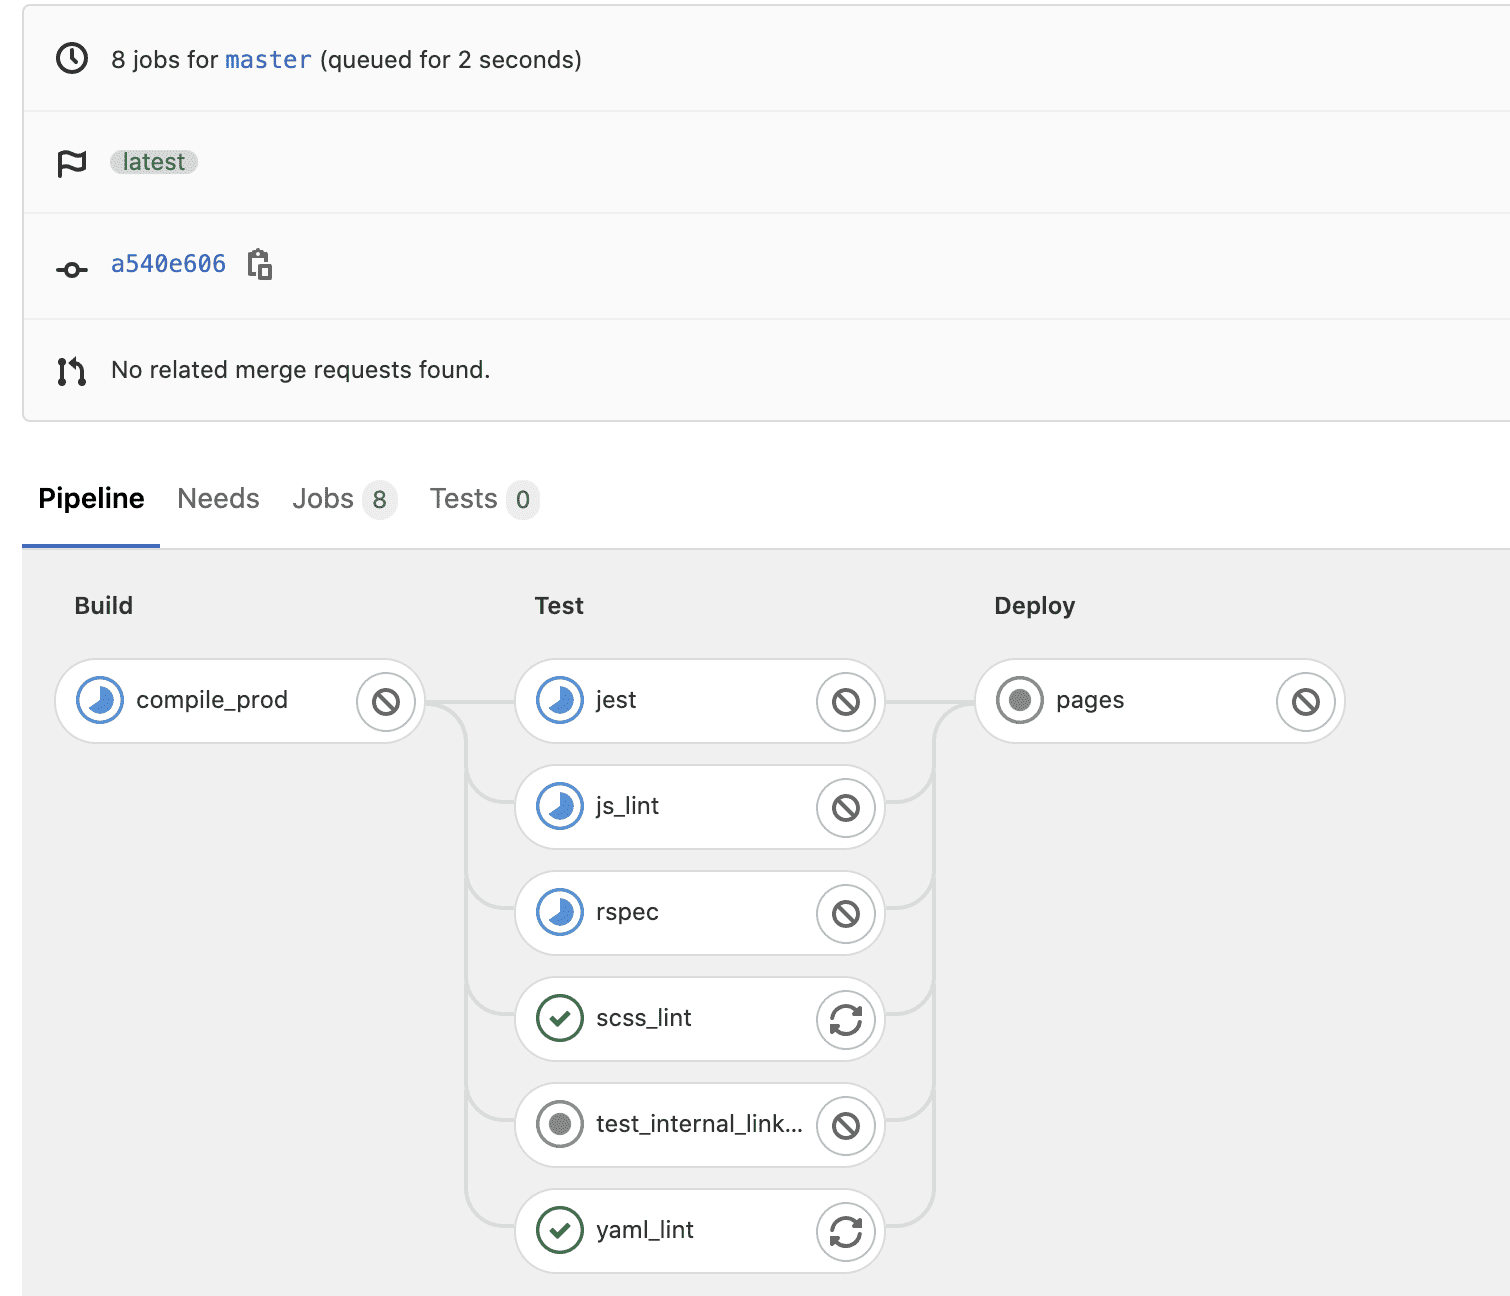 8 jobs for master (queued for 2 seconds)
latest
a540e606
No related merge requests found.
Pipeline Needs Jobs 8 Tests 0
Build Test Deploy
compile_prod jest pages
js_lint
rspec
scss_lint
test_internal_link...
yaml_lint